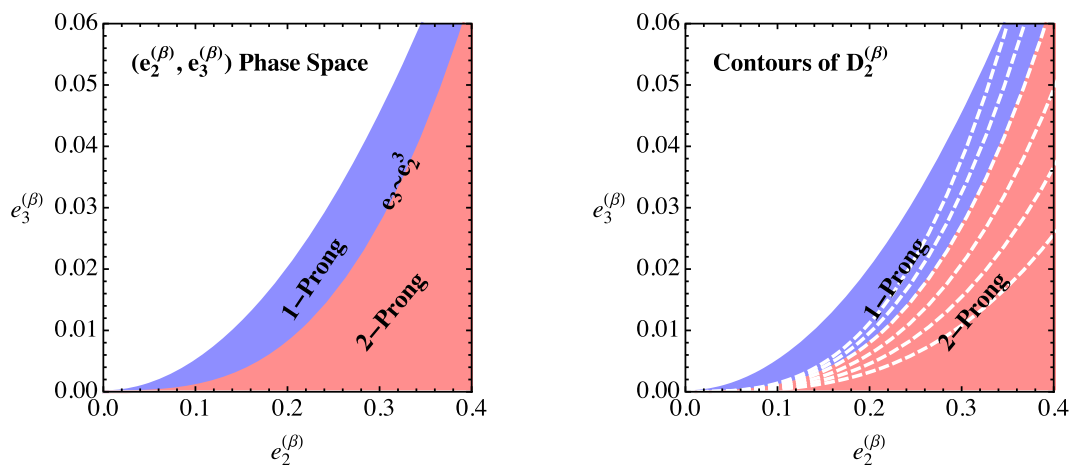 (e₂^(β), e₃^(β)) Phase Space
0.06
0.05
0.04
0.03
0.02
0.01
0.00
e₃^(β)
e₃~e₂³
1–Prong
2–Prong
0.0 0.1 0.2 0.3 0.4
e₂^(β)
Contours of D₂^(β)
0.06
0.05
0.04
0.03
0.02
0.01
0.00
e₃^(β)
1–Prong
2–Prong
0.0 0.1 0.2 0.3 0.4
e₂^(β)